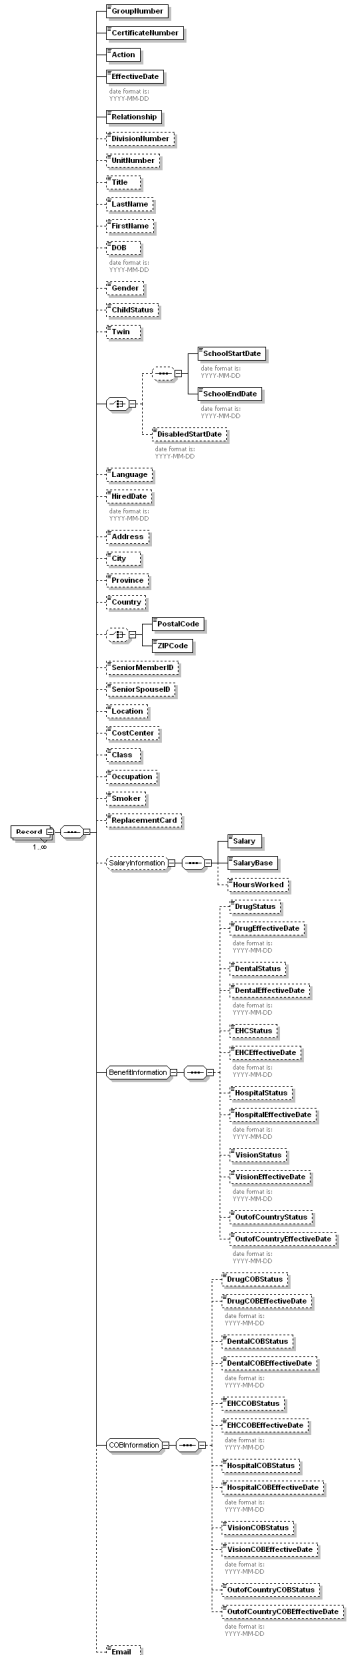 GroupNumber
CertificateNumber
Action
EffectiveDate
date format is:
YYYY-MM-DD
Relationship
DivisionNumber
UnitNumber
Title
LastName
FirstName
DOB
date format is:
YYYY-MM-DD
Gender
ChildStatus
Twin
SchoolStartDate
date format is:
YYYY-MM-DD
SchoolEndDate
date format is:
YYYY-MM-DD
DisabledStartDate
date format is:
YYYY-MM-DD
Language
HiredDate
date format is:
YYYY-MM-DD
Address
City
Province
Country
PostalCode
ZIPCode
SeniorMemberID
SeniorSpouseID
Location
CostCenter
Class
Occupation
Smoker
ReplacementCard
Record
1..∞
SalaryInformation
Salary
SalaryBase
HoursWorked
BenefitInformation
DrugStatus
DrugEffectiveDate
date format is:
YYYY-MM-DD
DentalStatus
DentalEffectiveDate
date format is:
YYYY-MM-DD
EHCStatus
EHCEffectiveDate
date format is:
YYYY-MM-DD
HospitalStatus
HospitalEffectiveDate
date format is:
YYYY-MM-DD
VisionStatus
VisionEffectiveDate
date format is:
YYYY-MM-DD
OutofCountryStatus
OutofCountryEffectiveDate
date format is:
YYYY-MM-DD
COBInformation
DrugCOBStatus
DrugCOBEffectiveDate
date format is:
YYYY-MM-DD
DentalCOBStatus
DentalCOBEffectiveDate
date format is:
YYYY-MM-DD
EHCCOBStatus
EHCCOBEffectiveDate
date format is:
YYYY-MM-DD
HospitalCOBStatus
HospitalCOBEffectiveDate
date format is:
YYYY-MM-DD
VisionCOBStatus
VisionCOBEffectiveDate
date format is:
YYYY-MM-DD
OutofCountryCOBStatus
OutofCountryCOBEffectiveDate
date format is:
YYYY-MM-DD
Email